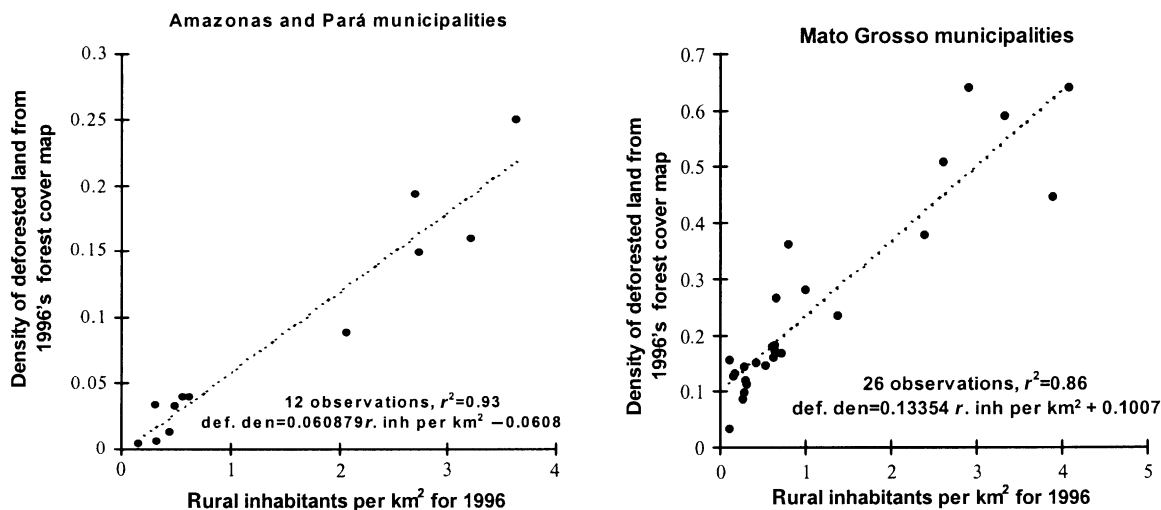 Amazonas and Pará municipalities
Density of deforested land from
1996's forest cover map
0.3
0.25
0.2
0.15
0.1
0.05
0
12 observations, r²=0.93
def. den=0.060879r. inh per km² −0.0608
0 1 2 3 4
Rural inhabitants per km² for 1996
Mato Grosso municipalities
Density of deforested land from
1996's forest cover map
0.7
0.6
0.5
0.4
0.3
0.2
0.1
0
26 observations, r²=0.86
def. den=0.13354 r. inh per km² + 0.1007
0 1 2 3 4 5
Rural inhabitants per km² for 1996